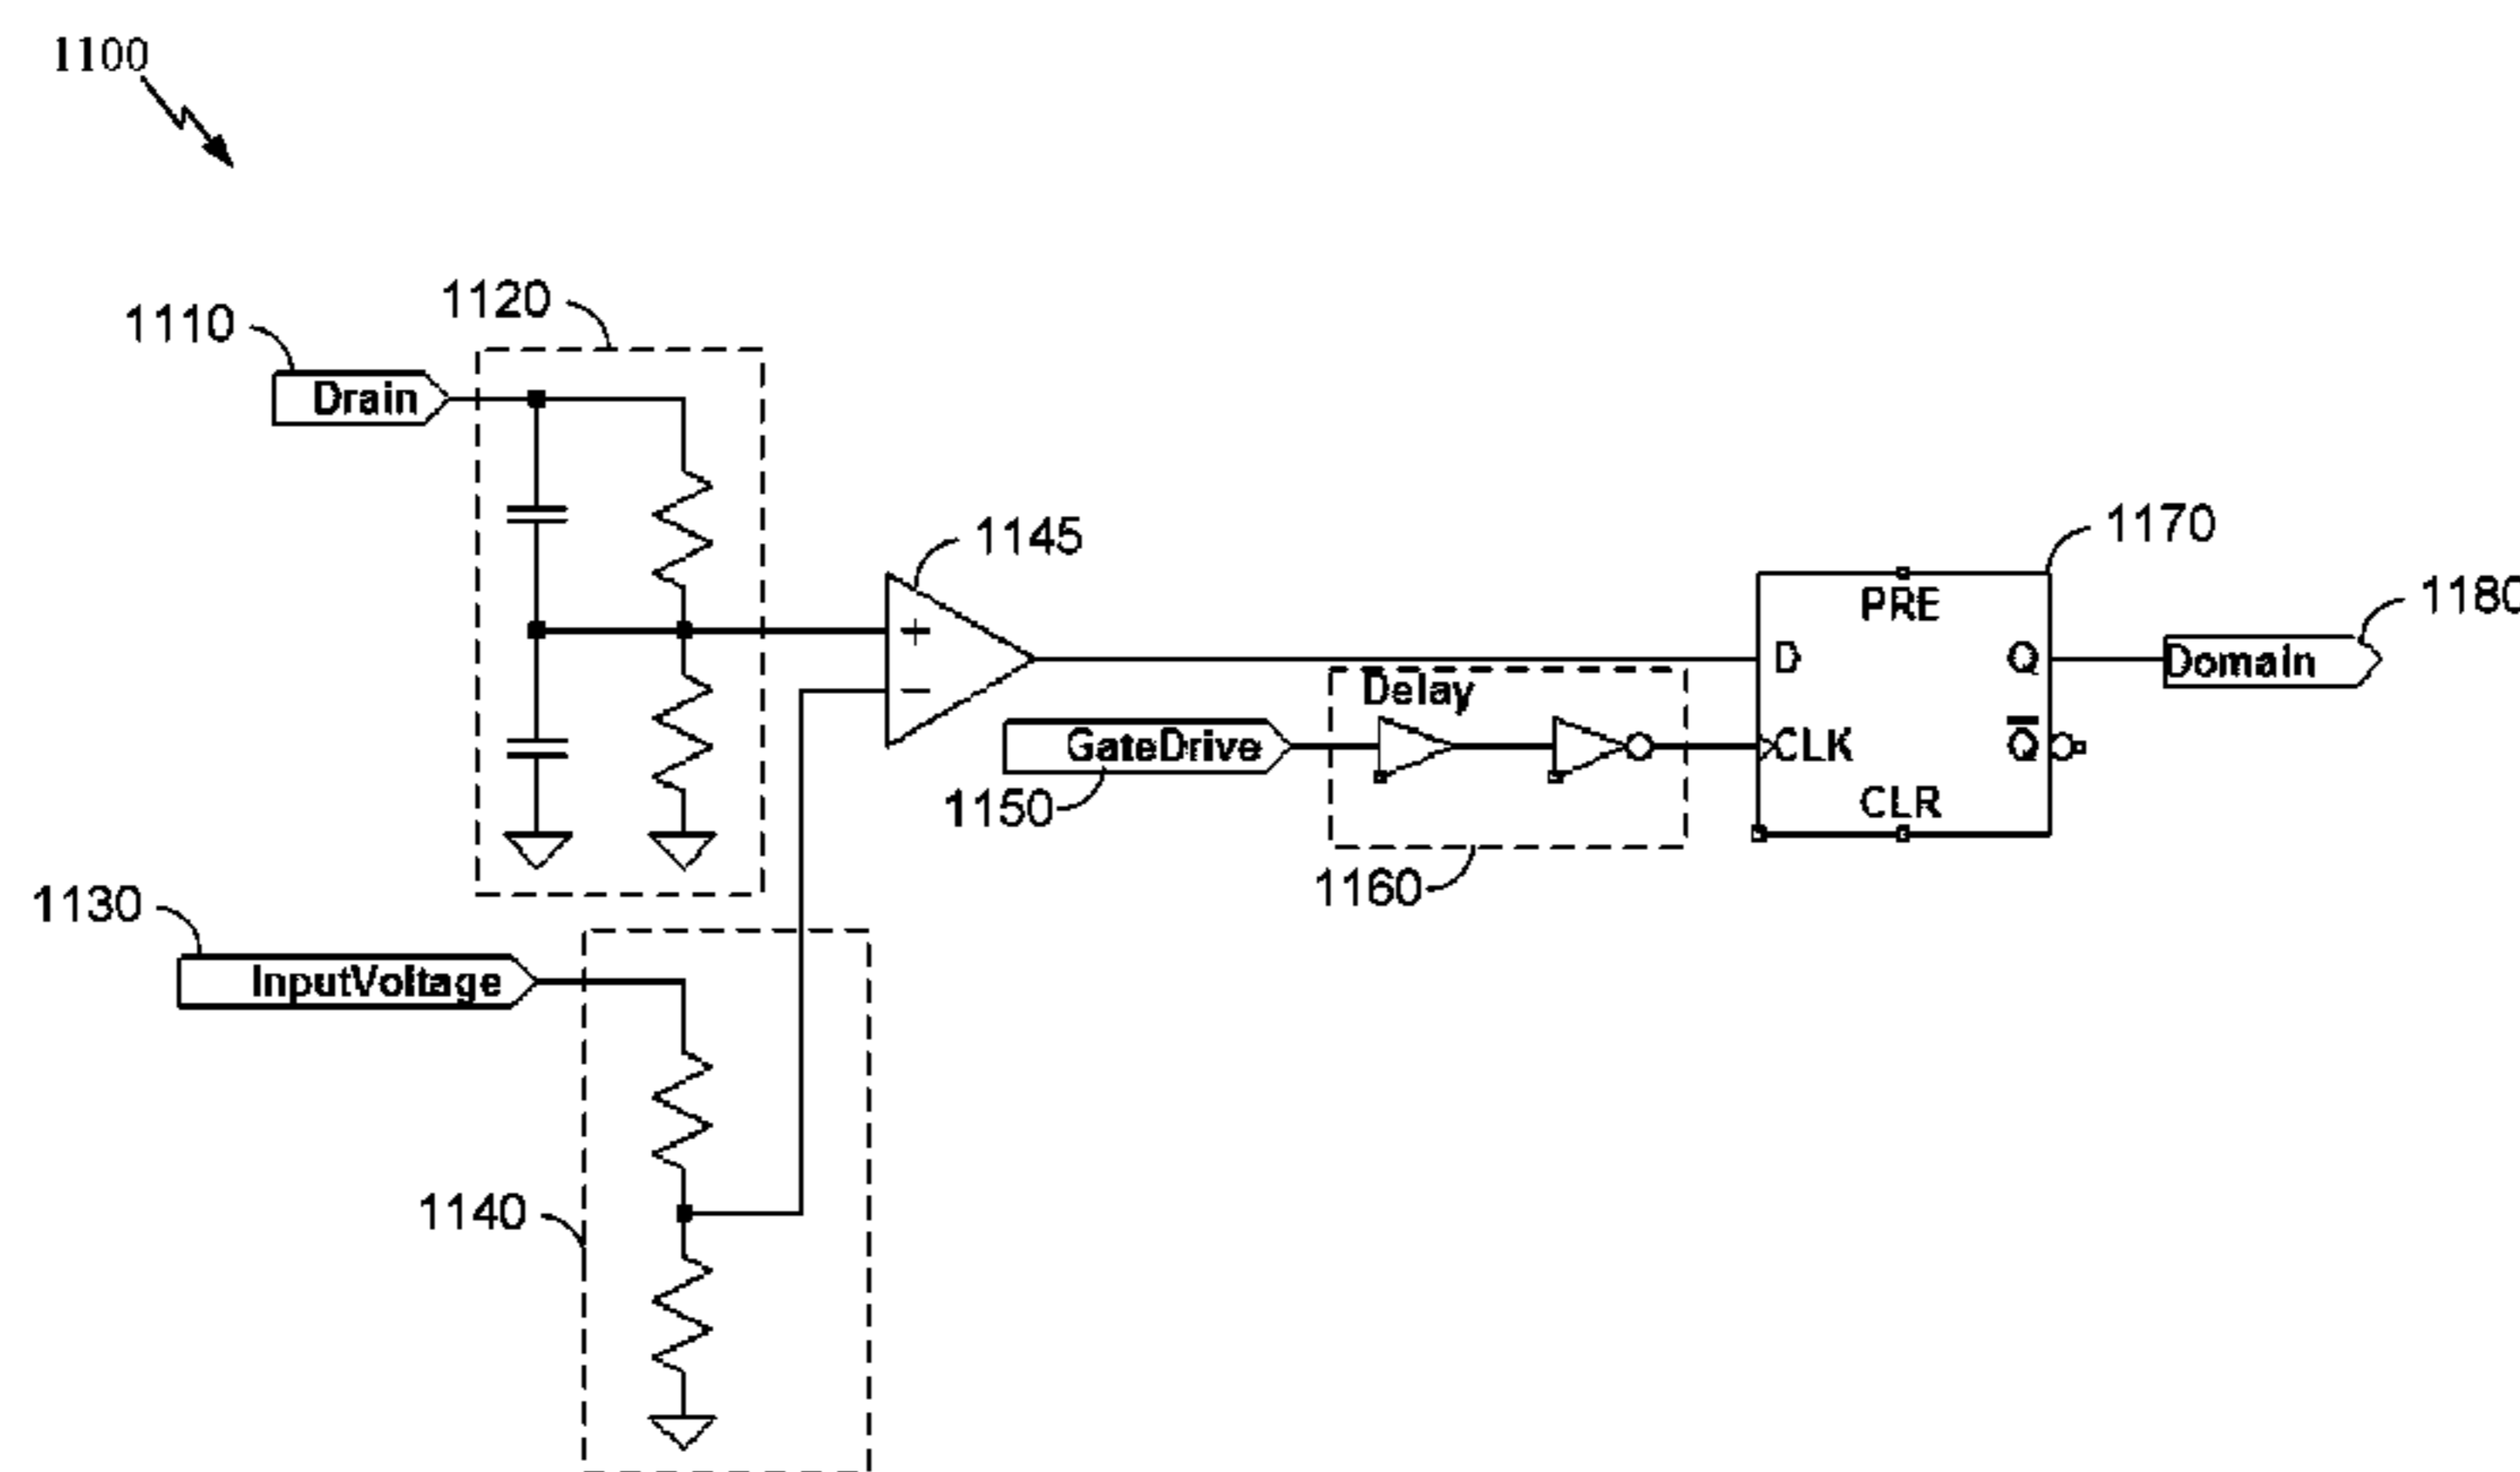 1100
1120
1110
Drain
1145
1170
1180
PRE
D
Q
Domain
Delay
GateDrive
CLK
Q
1150
CLR
1160
1130
InputVoltage
1140
+
−